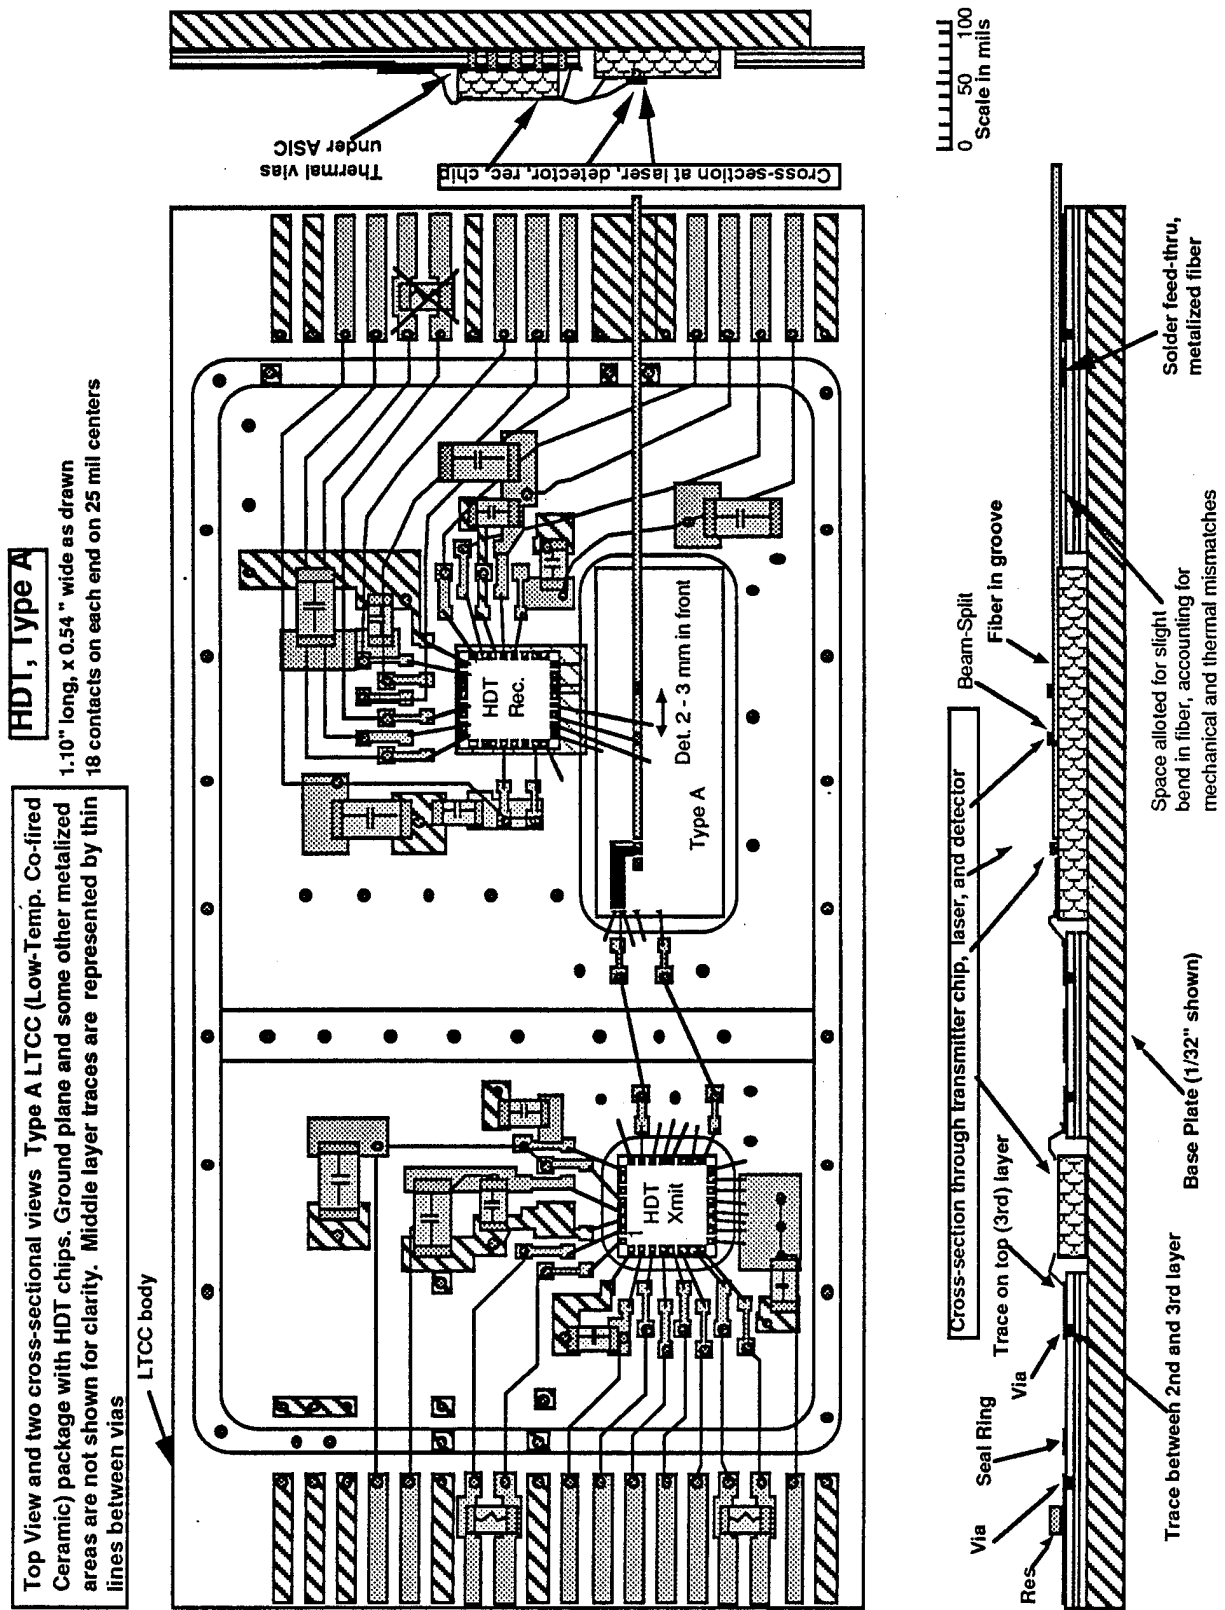 HDT, Type A
1.10" long, x 0.54 " wide as drawn
18 contacts on each end on 25 mil centers
Top View and two cross-sectional views Type A LTCC (Low-Temp. Co-fired
Ceramic) package with HDT chips. Ground plane and some other metalized
areas are not shown for clarity. Middle layer traces are represented by thin
lines between vias
LTCC body
Thermal vias
under ASIC
Cross-section at laser, detector, rec, chip
0 50 100
Scale in mils
HDT
Rec.
Det. 2 - 3 mm in front
Type A
HDT
Xmit
Cross-section through transmitter chip, laser, and detector
Beam-Split
Fiber in groove
Trace on top (3rd) layer
Via
Seal Ring
Via
Res
Solder feed-thru,
metalized fiber
Space alloted for slight
bend in fiber, accounting for
mechanical and thermal mismatches
Base Plate (1/32" shown)
Trace between 2nd and 3rd layer